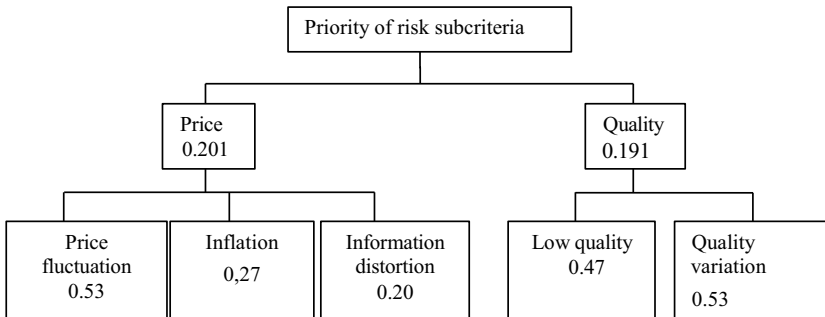 Priority of risk subcriteria
Price
0.201
Quality
0.191
Price
fluctuation
0.53
Inflation
0,27
Information
distortion
0.20
Low quality
0.47
Quality
variation
0.53